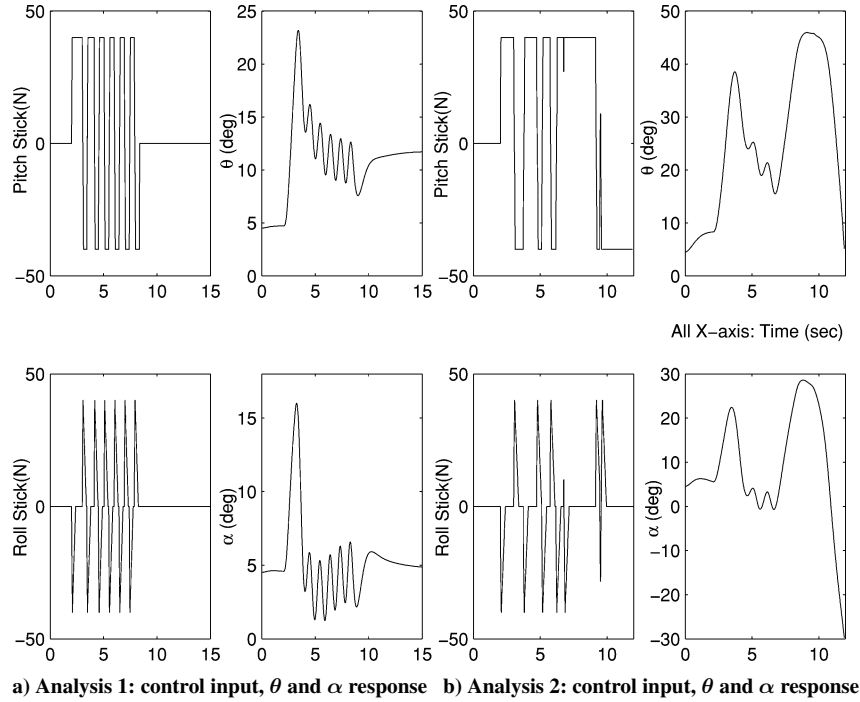 50
0
−50
Pitch Stick(N)
0 5 10 15
25
20
15
10
5
0
θ (deg)
0 5 10 15
50
0
−50
Pitch Stick(N)
0 5 10
50
40
30
20
10
0
θ (deg)
0 5 10
All X−axis: Time (sec)
50
0
−50
Roll Stick(N)
0 5 10 15
15
10
5
0
α (deg)
0 5 10 15
50
0
−50
Roll Stick(N)
0 5 10
30
20
10
0
−10
−20
−30
α (deg)
0 5 10
a) Analysis 1: control input, θ and α response
b) Analysis 2: control input, θ and α response